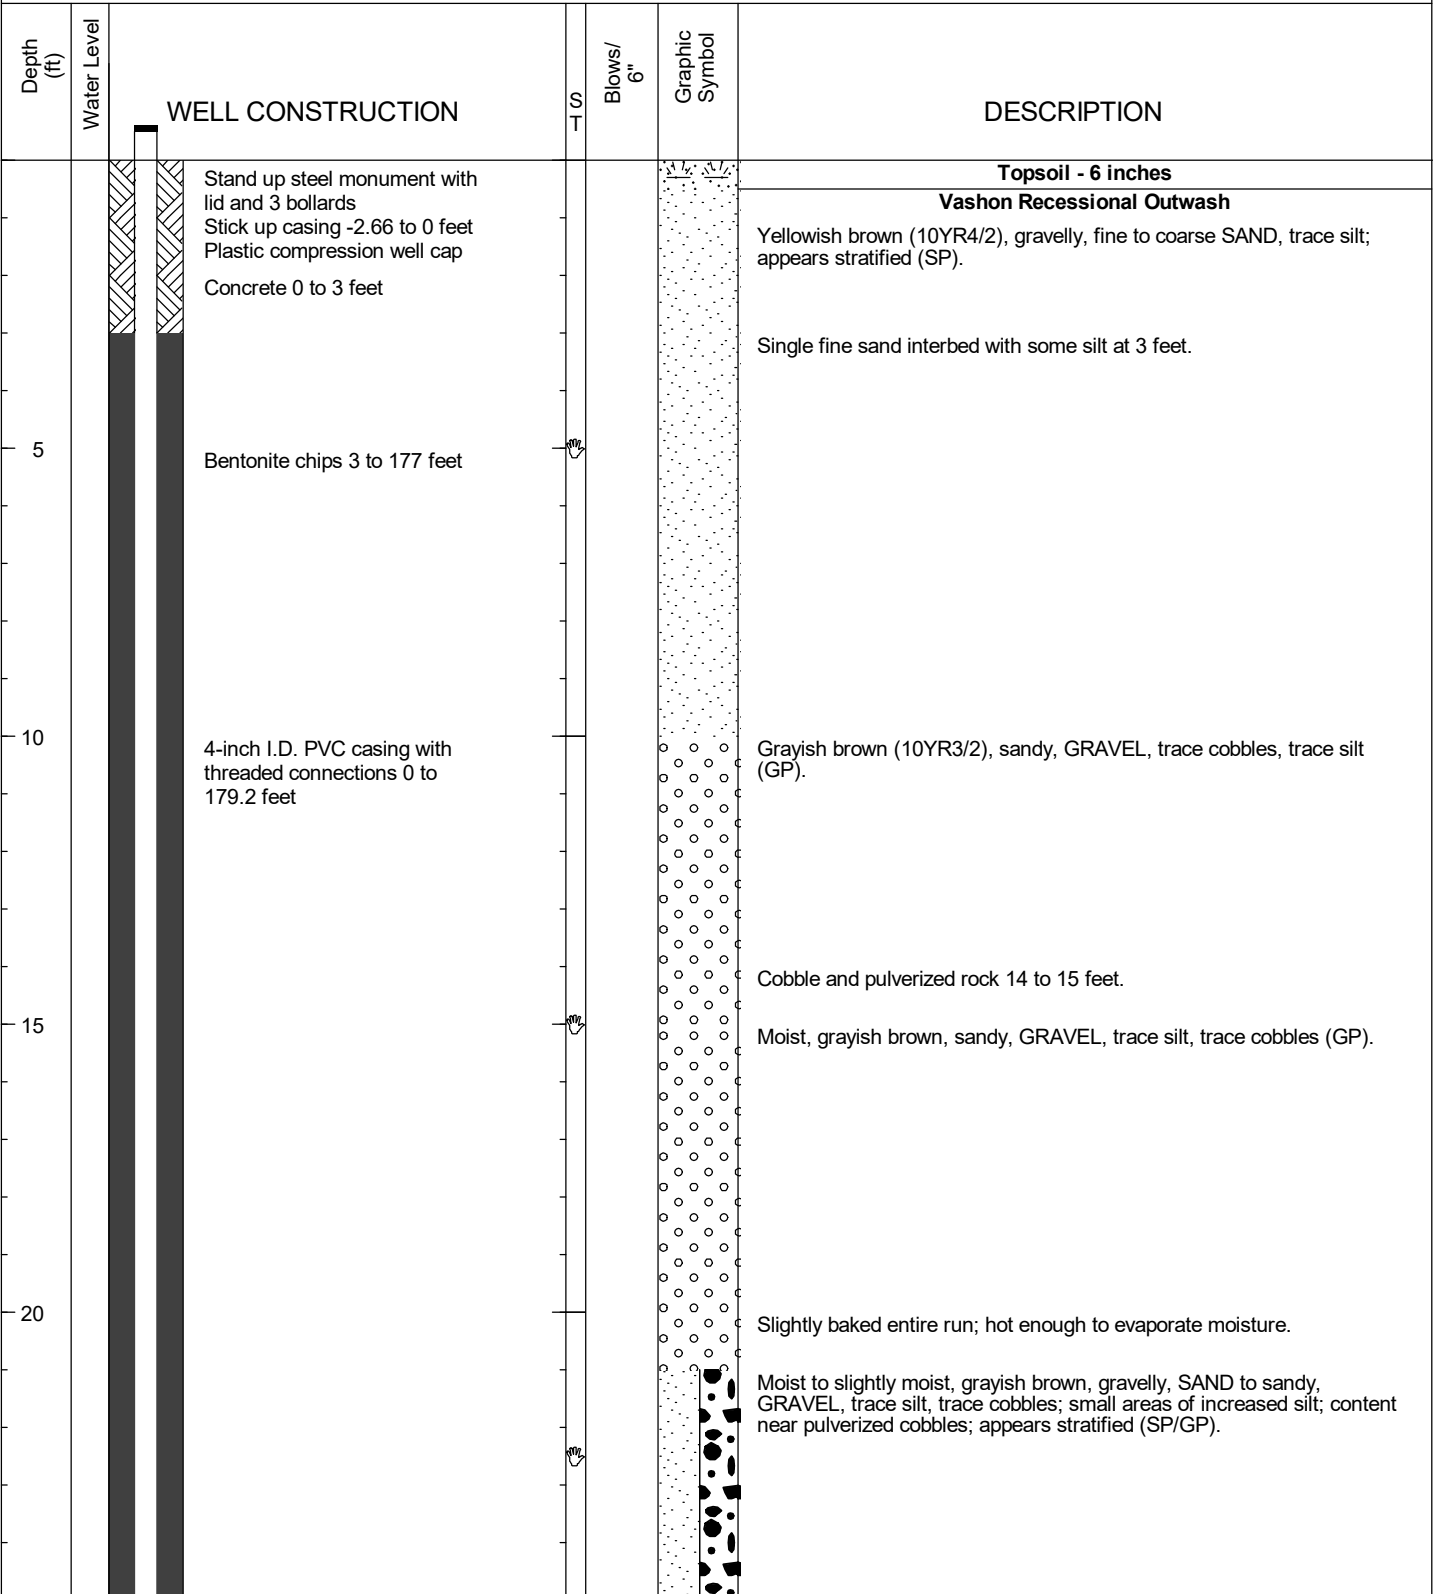 Depth
(ft)
Water Level
WELL CONSTRUCTION
S
T
Blows/
6"
Graphic
Symbol
DESCRIPTION
Stand up steel monument with
lid and 3 bollards
Stick up casing -2.66 to 0 feet
Plastic compression well cap
Concrete 0 to 3 feet
Topsoil - 6 inches
Vashon Recessional Outwash
Yellowish brown (10YR4/2), gravelly, fine to coarse SAND, trace silt;
appears stratified (SP).
Single fine sand interbed with some silt at 3 feet.
5
Bentonite chips 3 to 177 feet
10
4-inch I.D. PVC casing with
threaded connections 0 to
179.2 feet
Grayish brown (10YR3/2), sandy, GRAVEL, trace cobbles, trace silt
(GP).
Cobble and pulverized rock 14 to 15 feet.
15
Moist, grayish brown, sandy, GRAVEL, trace silt, trace cobbles (GP).
20
Slightly baked entire run; hot enough to evaporate moisture.
Moist to slightly moist, grayish brown, gravelly, SAND to sandy,
GRAVEL, trace silt, trace cobbles; small areas of increased silt; content
near pulverized cobbles; appears stratified (SP/GP).